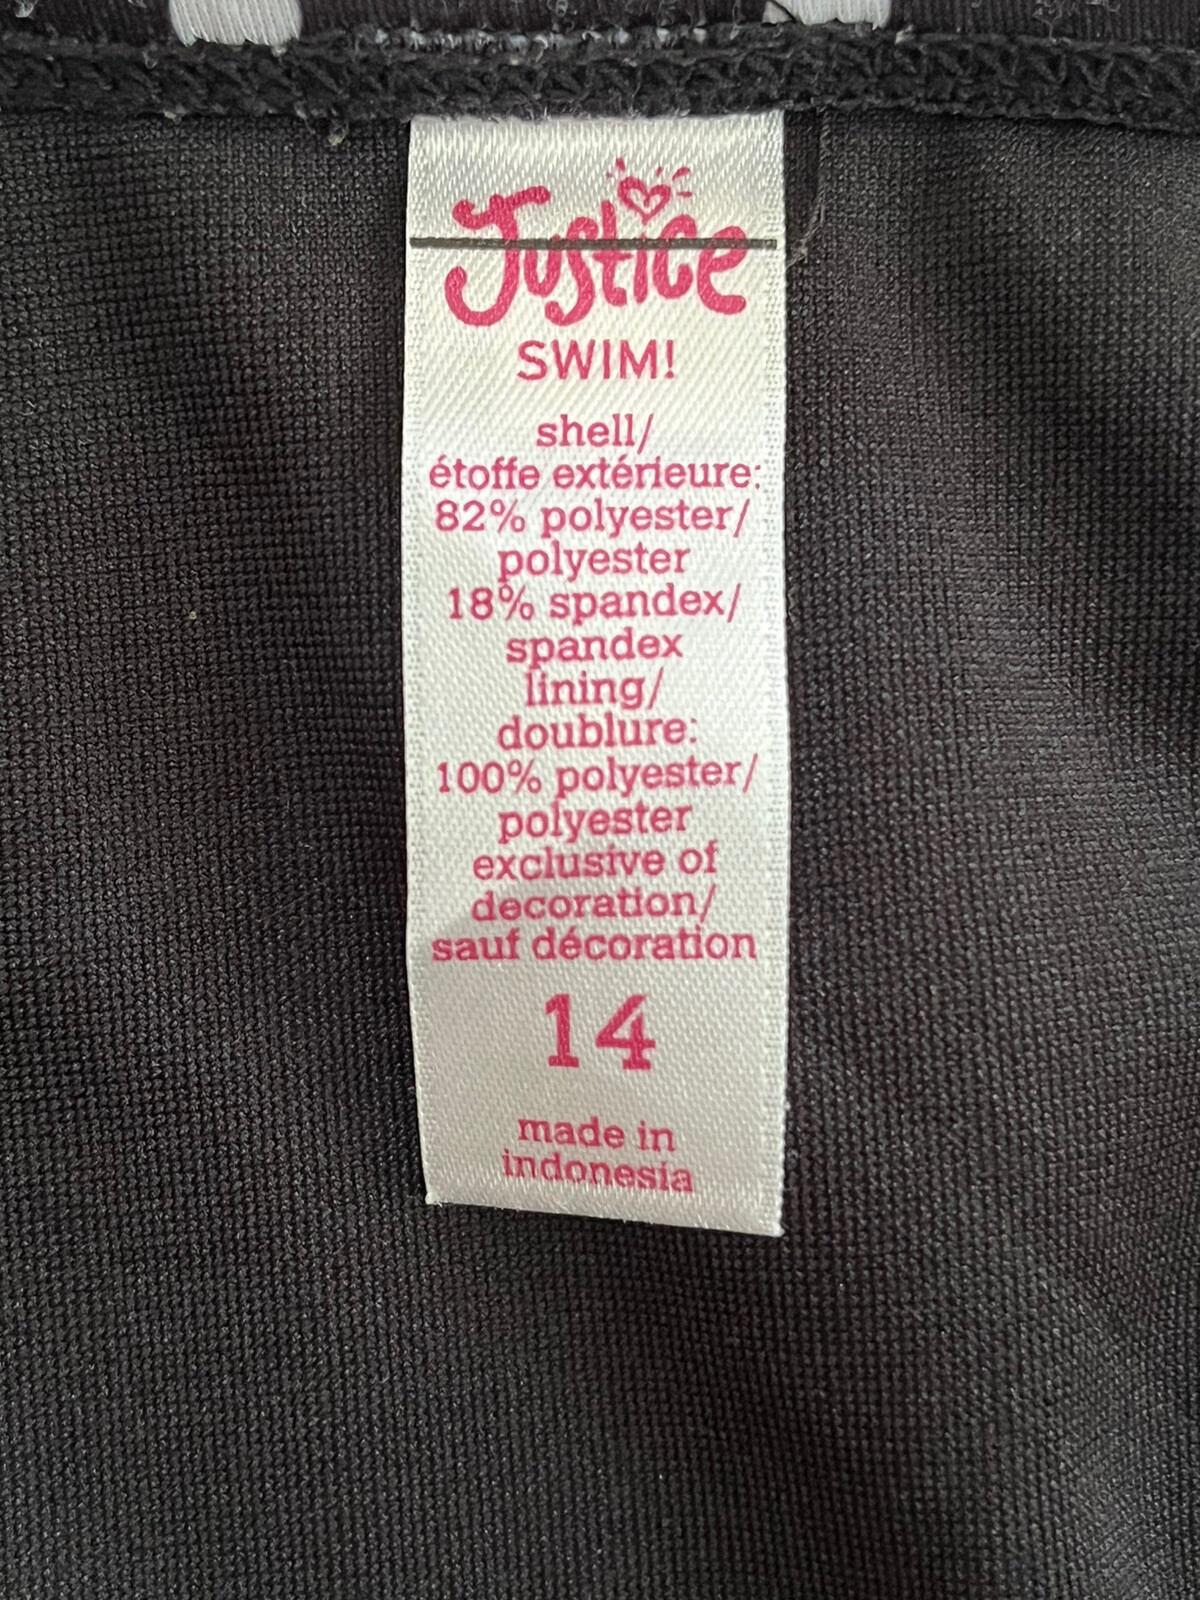 Justice
SWIM!
shell/
étoffe extérieure:
82% polyester/
polyester
18% spandex/
spandex
lining/
doublure:
100% polyester/
polyester
exclusive of
decoration/
sauf décoration
14
made in
indonesia